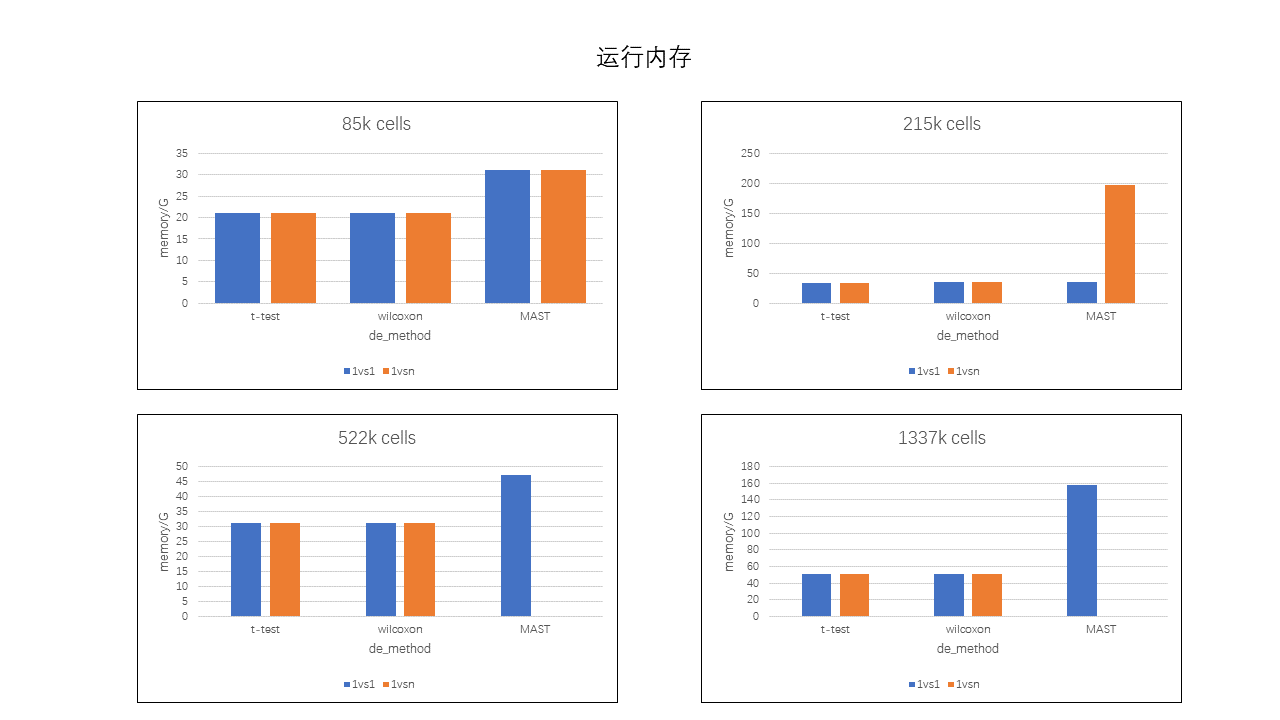 运行内存
85k cells
35
30
25
20
15
10
5
0
memory/G
t-test wilcoxon MAST
de_method
1vs1 1vsn
215k cells
250
200
150
100
50
0
memory/G
t-test wilcoxon MAST
de_method
1vs1 1vsn
522k cells
50
45
40
35
30
25
20
15
10
5
0
memory/G
t-test wilcoxon MAST
de_method
1vs1 1vsn
1337k cells
180
160
140
120
100
80
60
40
20
0
memory/G
t-test wilcoxon MAST
de_method
1vs1 1vsn